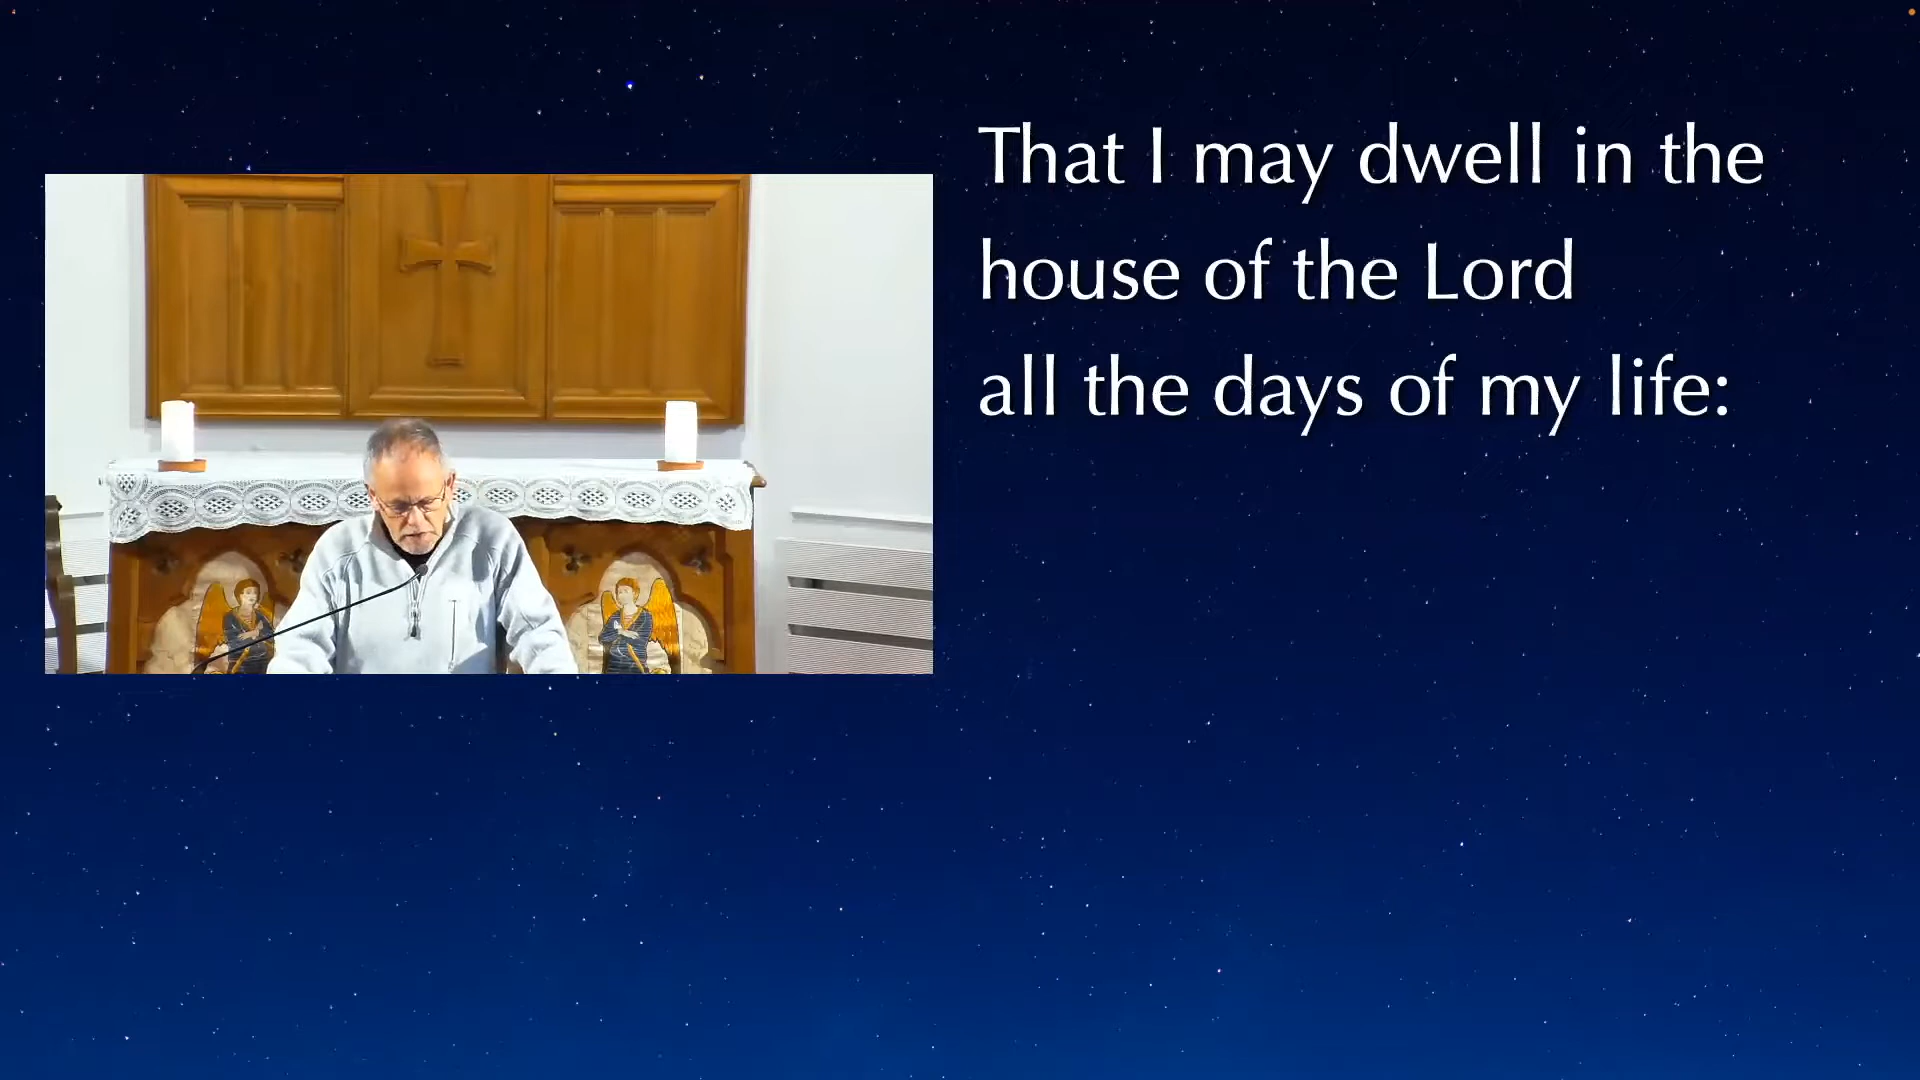 That I may dwell in the
house of the Lord
all the days of my life: